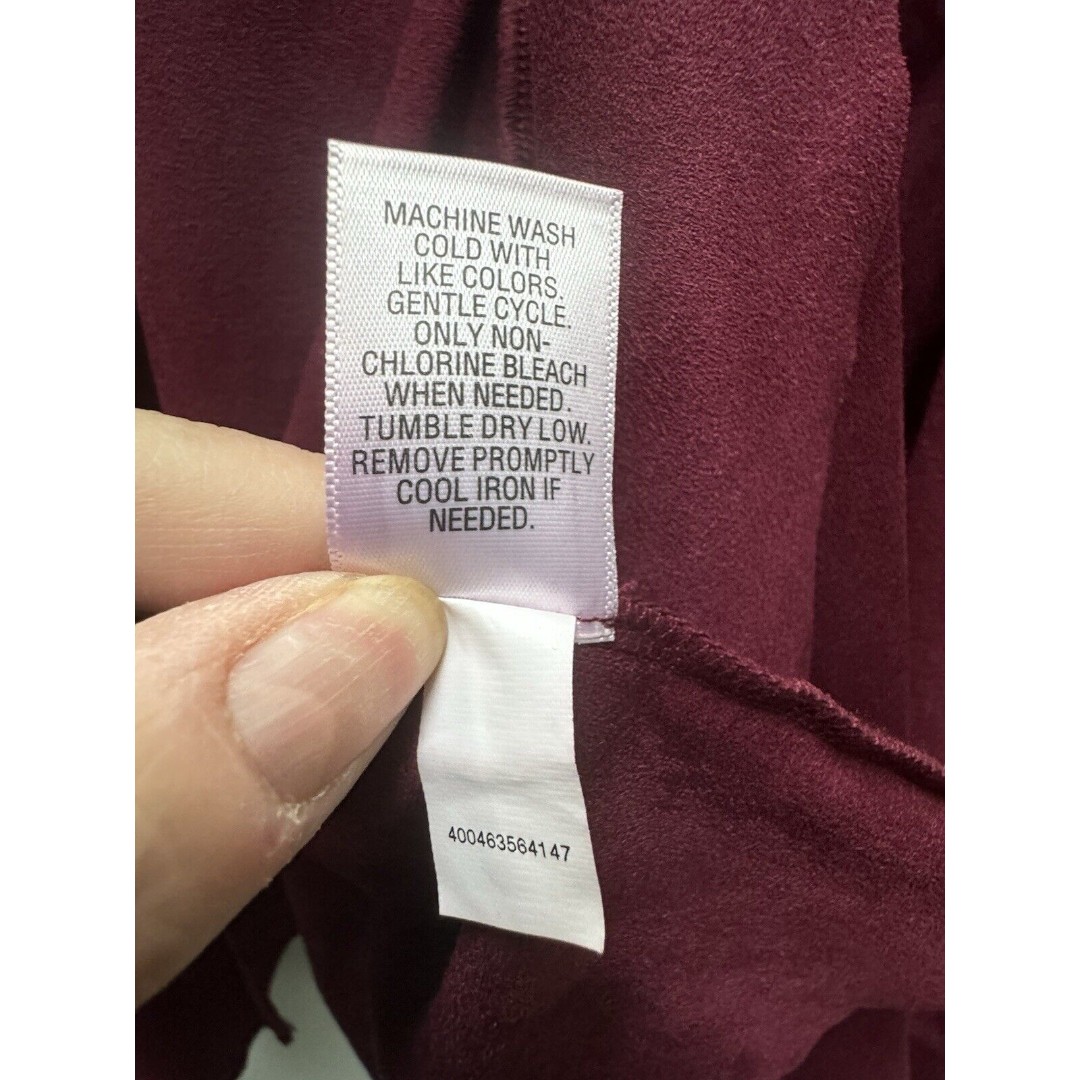 MACHINE WASH
COLD WITH
LIKE COLORS.
GENTLE CYCLE.
ONLY NON-
CHLORINE BLEACH
WHEN NEEDED.
TUMBLE DRY LOW.
REMOVE PROMPTLY
COOL IRON IF
NEEDED.
400463564147